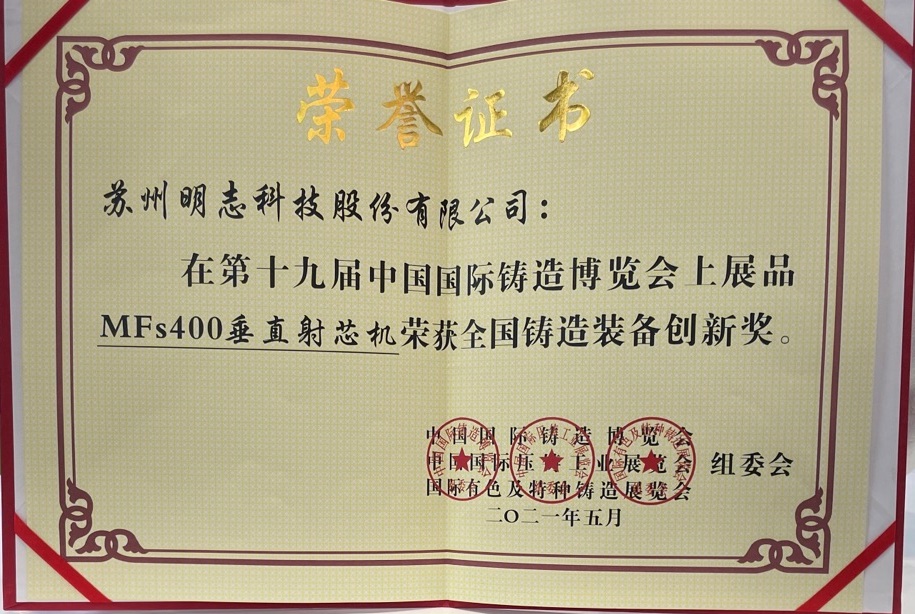 荣誉证书
苏州明志科技股份有限公司：
在第十九届中国国际铸造博览会上展品
MFs400垂直射芯机荣获全国铸造装备创新奖。
中国国际铸造博览会
中国国际压铸工业展览会 组委会
国际有色及特种铸造展览会
二〇二一年五月